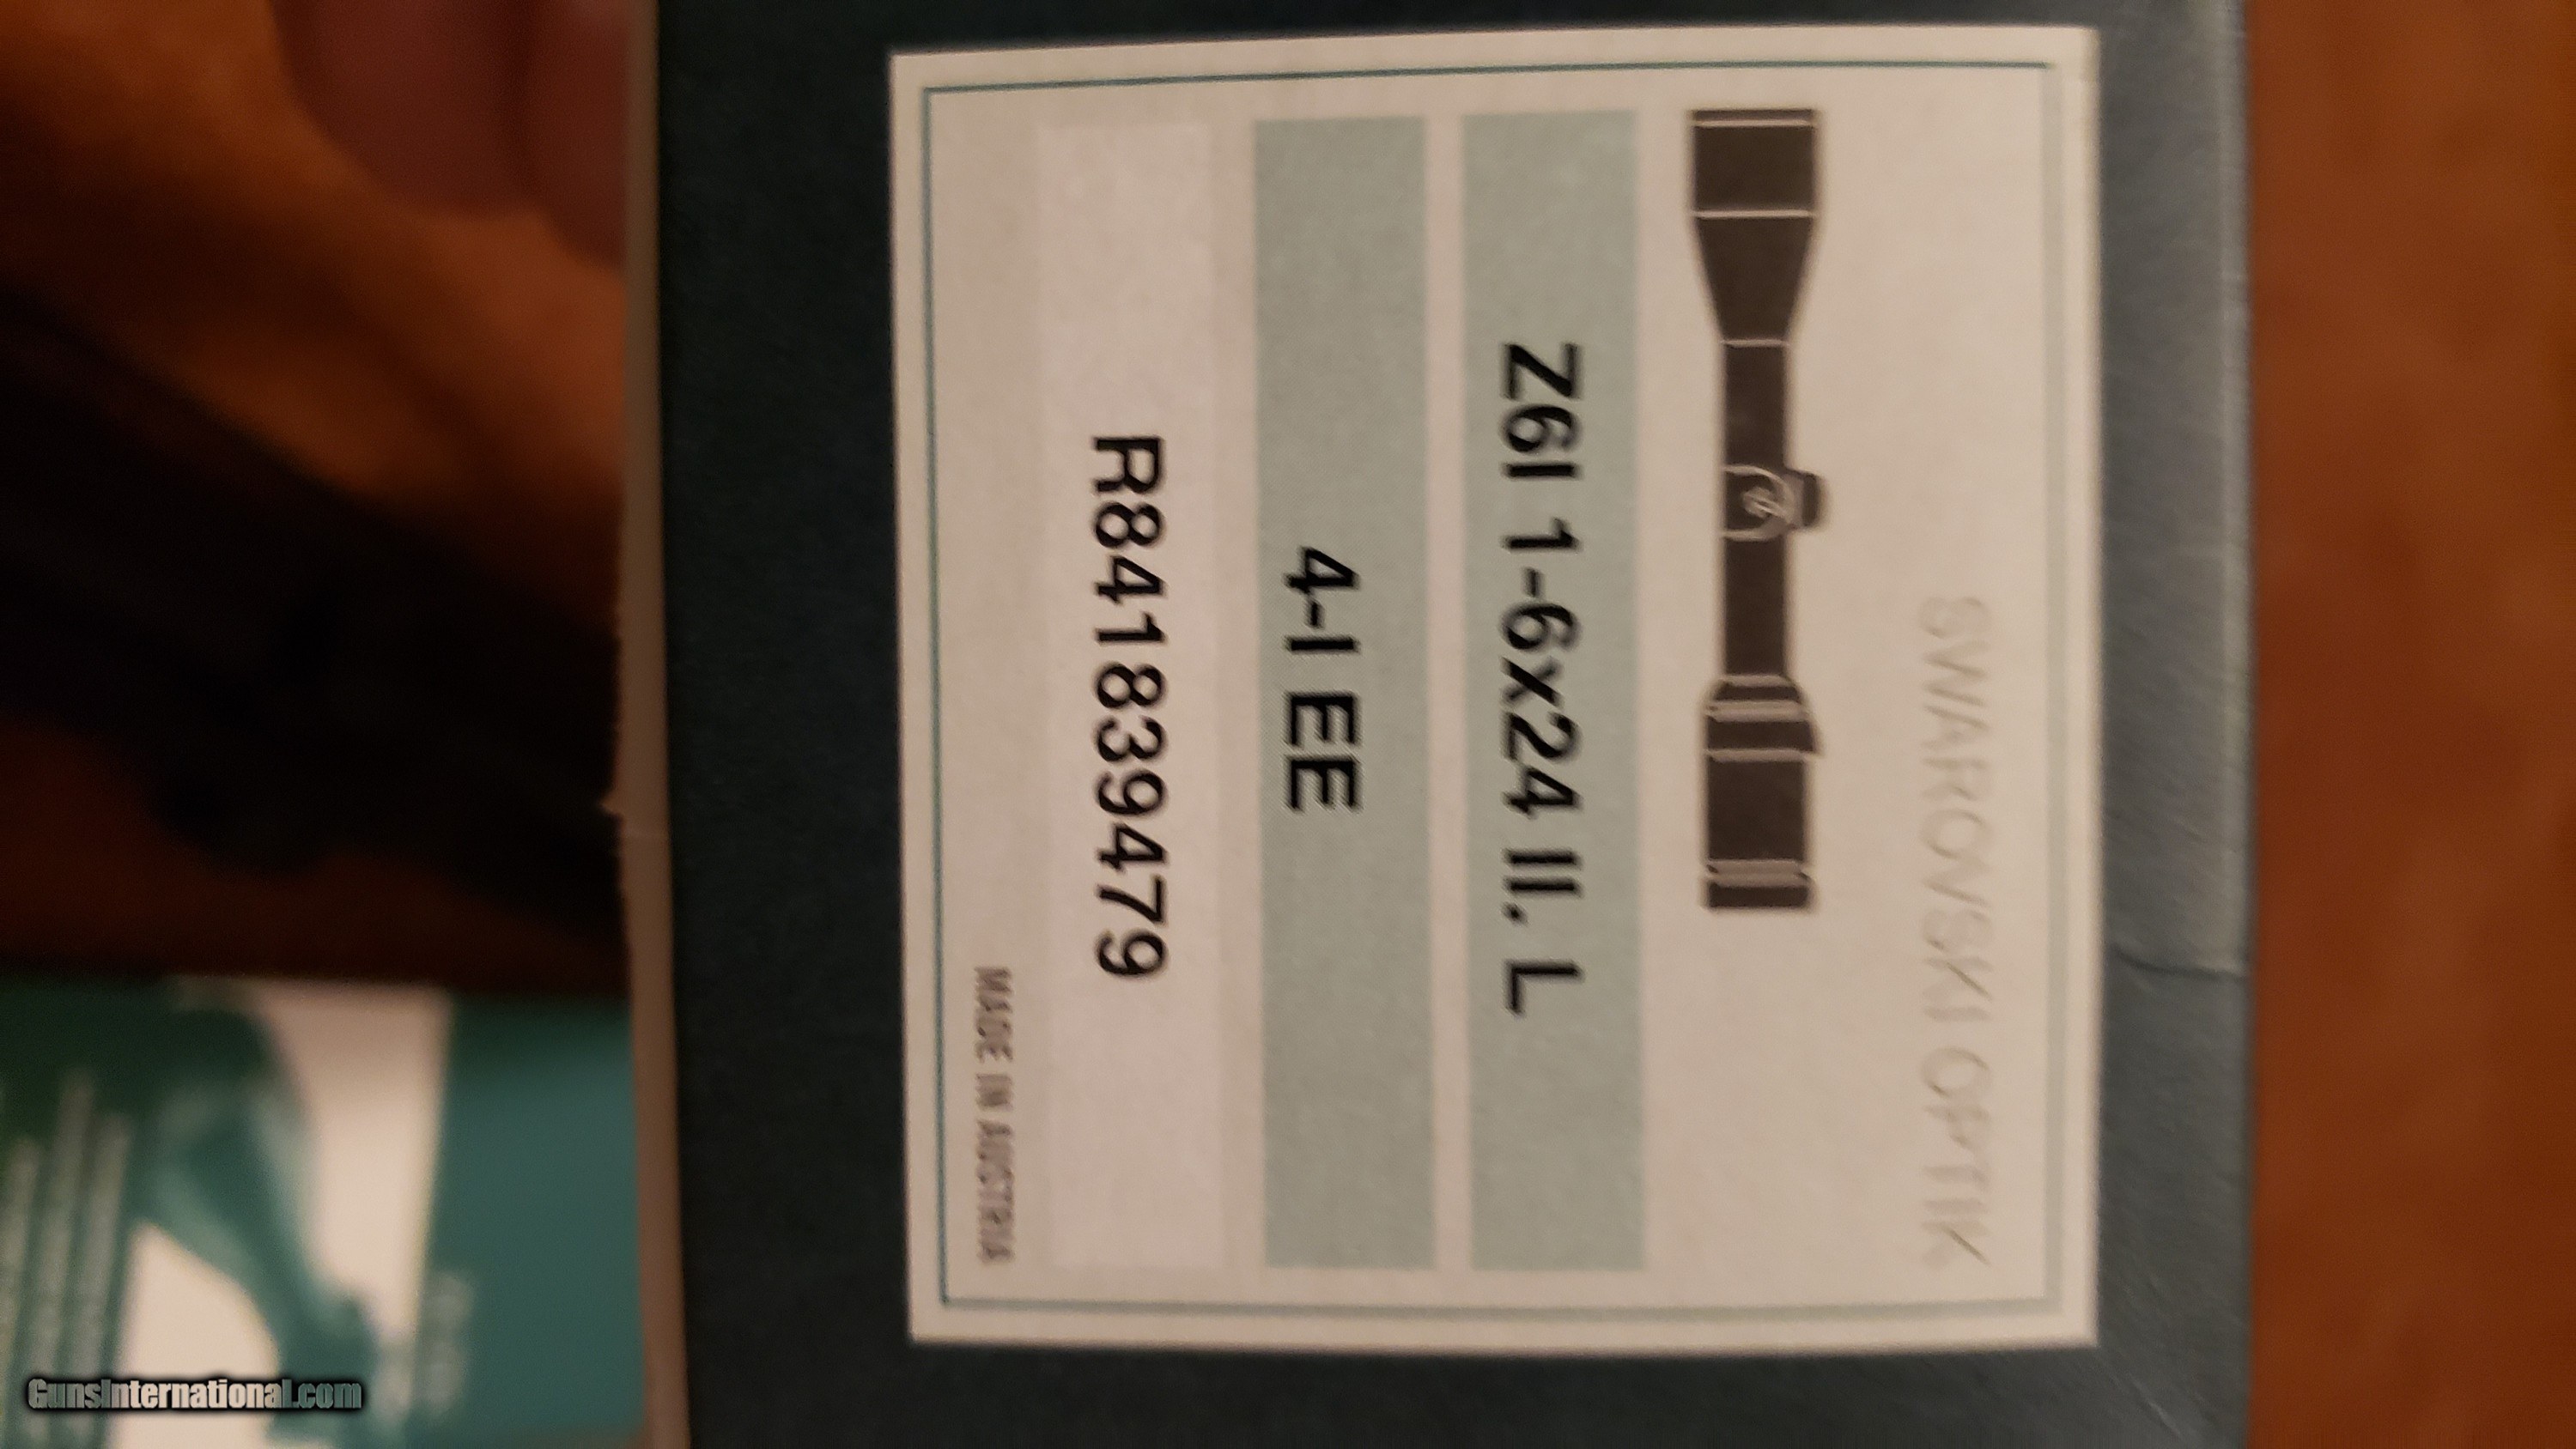 SWAROVSKI OPTIK
Z6I 1-6x24 II. L
4-I EE
R841839479
MADE IN AUSTRIA
GunsInternational.com